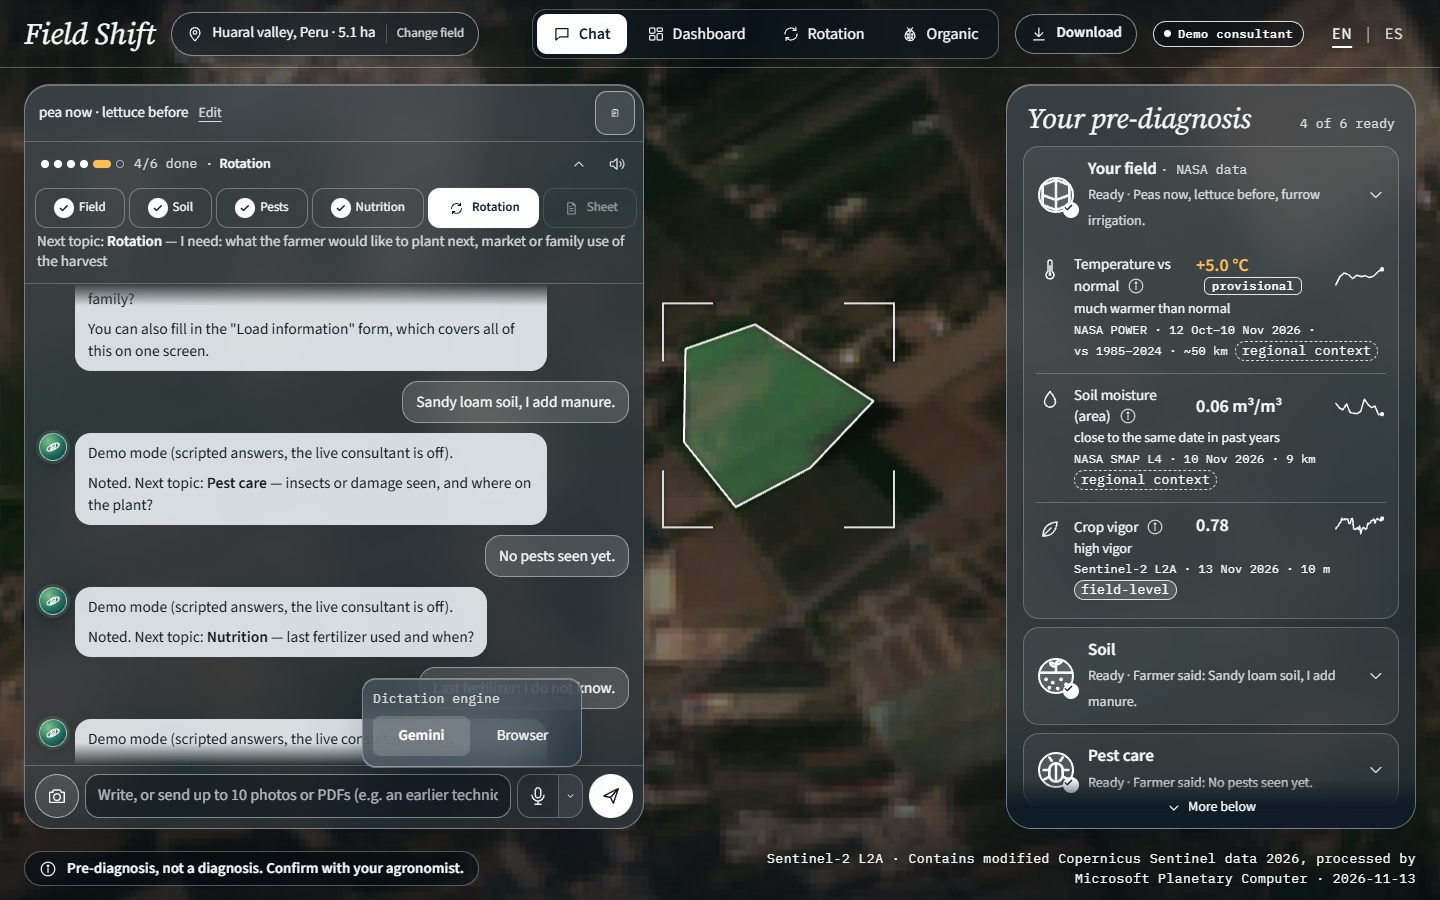 Field Shift
Huaral valley, Peru · 5.1 ha
Change field
Chat
Dashboard
Rotation
Organic
Download
Demo consultant
EN | ES
pea now · lettuce before Edit
4/6 done · Rotation
Field
Soil
Pests
Nutrition
Rotation
Sheet
Next topic: Rotation — I need: what the farmer would like to plant next, market or family use of
the harvest
family?
You can also fill in the "Load information" form, which covers all of
this on one screen.
Sandy loam soil, I add manure.
Demo mode (scripted answers, the live consultant is off).
Noted. Next topic: Pest care — insects or damage seen, and where on
the plant?
No pests seen yet.
Demo mode (scripted answers, the live consultant is off).
Noted. Next topic: Nutrition — last fertilizer used and when?
Last fertilizer: I do not know.
Demo mode (scripted answers, the live con
Dictation engine
Gemini
Browser
Write, or send up to 10 photos or PDFs (e.g. an earlier technic
Pre-diagnosis, not a diagnosis. Confirm with your agronomist.
Your pre-diagnosis
4 of 6 ready
Your field · NASA data
Ready · Peas now, lettuce before, furrow
irrigation.
Temperature vs
normal
+5.0 °C
provisional
much warmer than normal
NASA POWER · 12 Oct–10 Nov 2026 ·
vs 1985–2024 · ~50 km regional context
Soil moisture
(area)
0.06 m³/m³
close to the same date in past years
NASA SMAP L4 · 10 Nov 2026 · 9 km
regional context
Crop vigor
0.78
high vigor
Sentinel-2 L2A · 13 Nov 2026 · 10 m
field-level
Soil
Ready · Farmer said: Sandy loam soil, I add
manure.
Pest care
Ready · Farmer said: No pests seen yet.
More below
Sentinel-2 L2A · Contains modified Copernicus Sentinel data 2026, processed by
Microsoft Planetary Computer · 2026-11-13